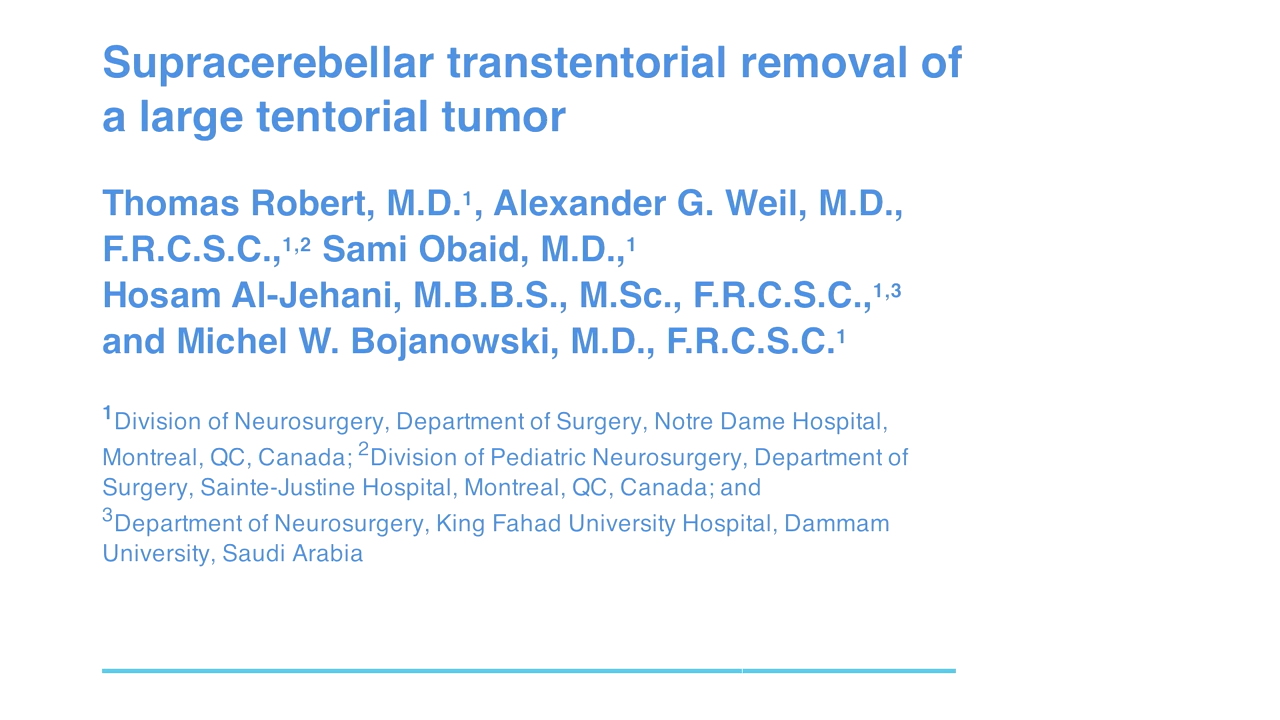 Supracerebellar transtentorial removal of
a large tentorial tumor
Thomas Robert, M.D.¹, Alexander G. Weil, M.D.,
F.R.C.S.C.,¹,² Sami Obaid, M.D.,¹
Hosam Al-Jehani, M.B.B.S., M.Sc., F.R.C.S.C.,¹,³
and Michel W. Bojanowski, M.D., F.R.C.S.C.¹
¹Division of Neurosurgery, Department of Surgery, Notre Dame Hospital,
Montreal, QC, Canada; ²Division of Pediatric Neurosurgery, Department of
Surgery, Sainte-Justine Hospital, Montreal, QC, Canada; and
³Department of Neurosurgery, King Fahad University Hospital, Dammam
University, Saudi Arabia